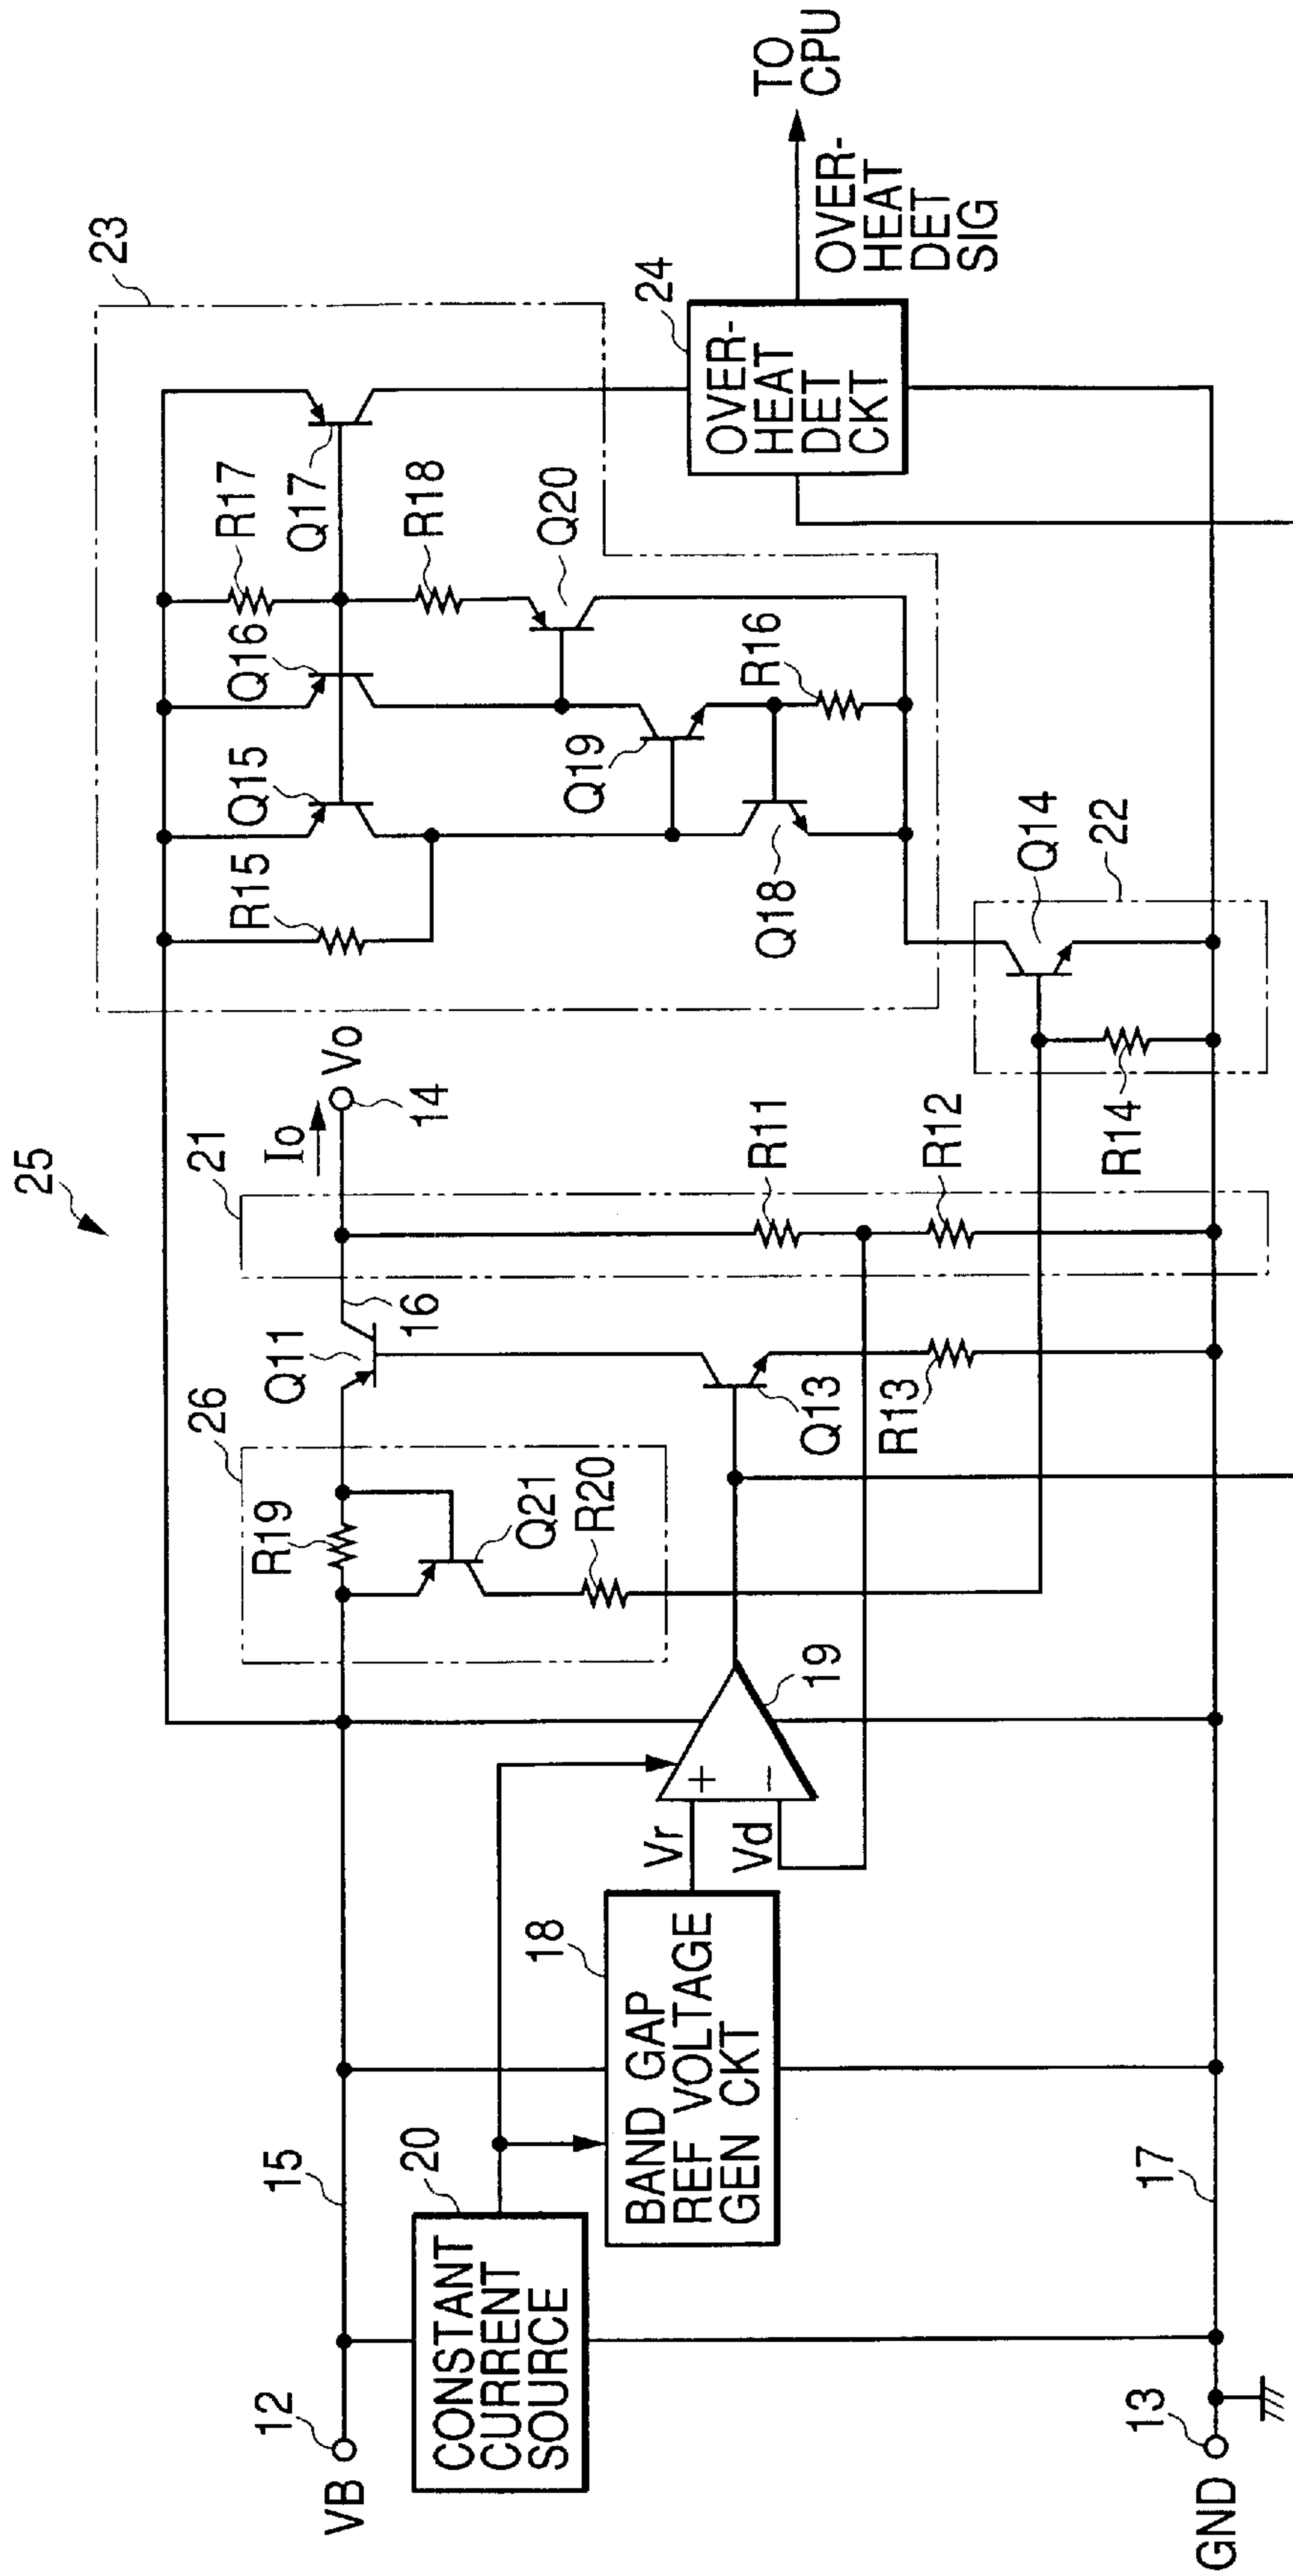 25
23
VB
12
15
CONSTANT
CURRENT
SOURCE
20
BAND GAP
REF VOLTAGE
GEN CKT
18
Vr
Vd
+
−
19
26
R19
Q21
R20
Q11
16
21
Io
Vo
14
Q13
R13
R11
R12
R14
Q14
22
R15
Q15
Q16
R17
Q17
R18
Q20
Q19
Q18
R16
24
OVER-
HEAT
DET
CKT
TO
CPU
OVER-
HEAT
DET
SIG
GND
13
17